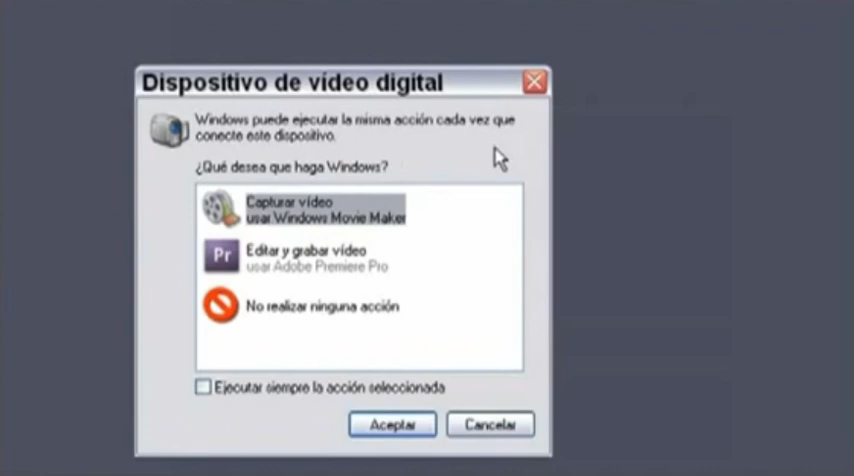 Dispositivo de vídeo digital
Windows puede ejecutar la misma acción cada vez que
conecte este dispositivo.
¿Qué desea que haga Windows?
Capturar vídeo
usar Windows Movie Maker
Pr
Editar y grabar vídeo
usar Adobe Premiere Pro
No realizar ninguna acción
Ejecutar siempre la acción seleccionada
Aceptar
Cancelar